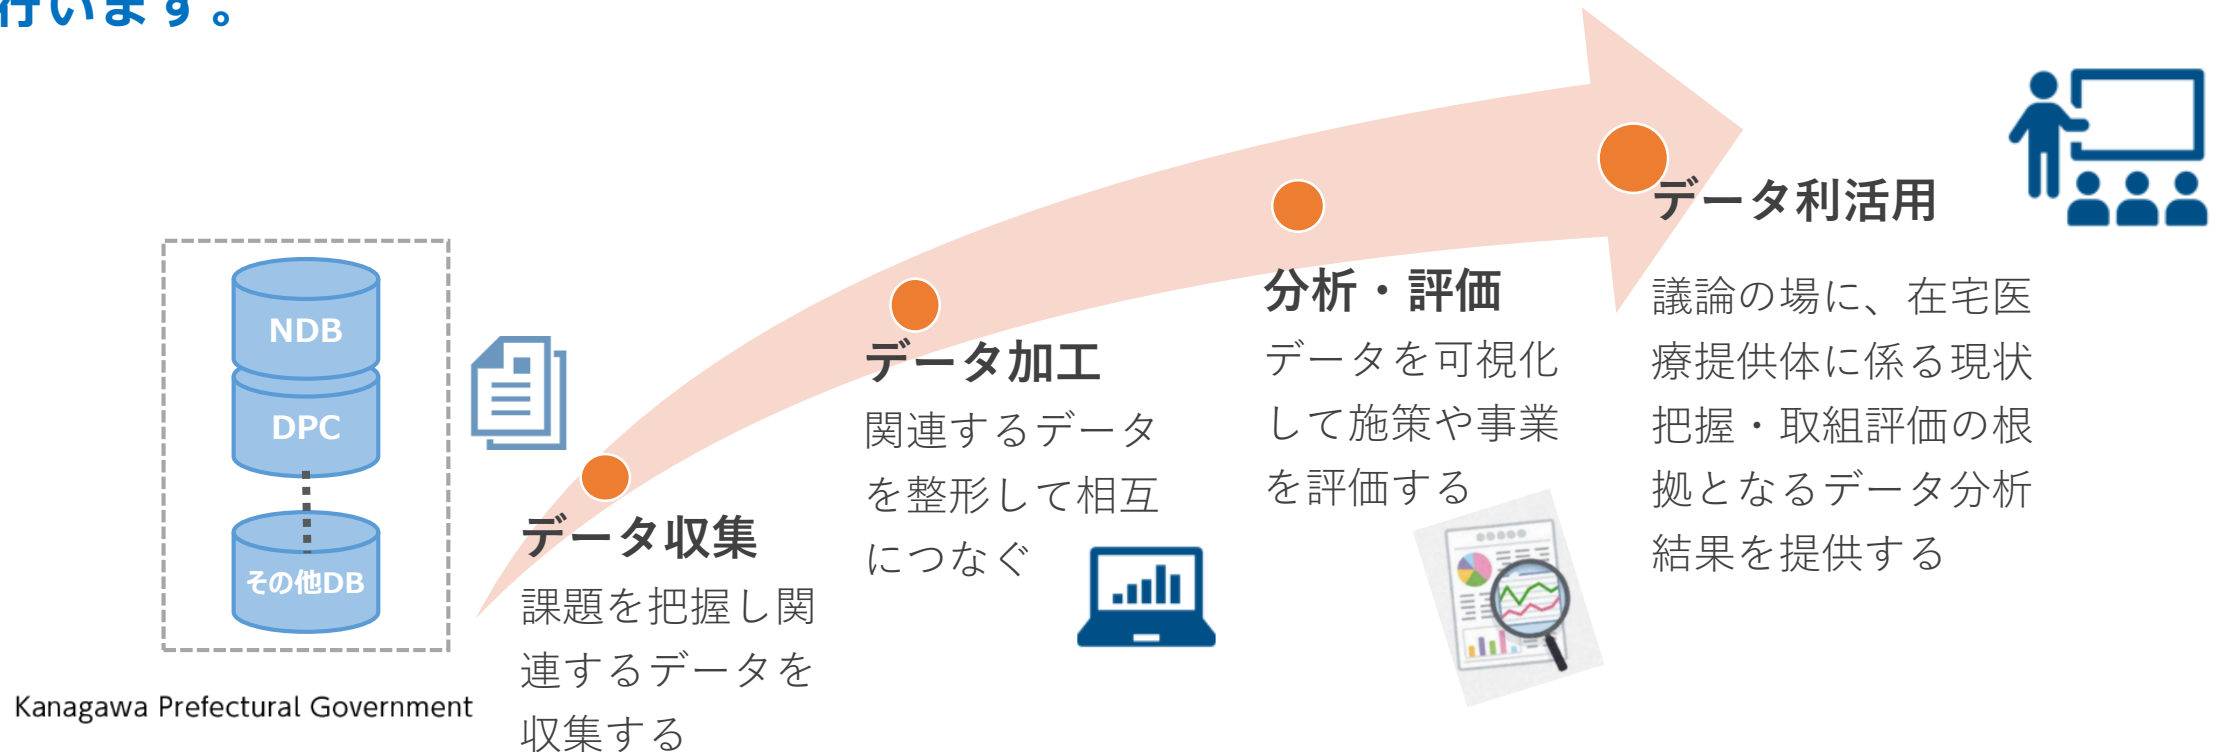 行います。
NDB
DPC
その他DB
Kanagawa Prefectural Government
データ収集
課題を把握し関
連するデータを
収集する
データ加工
関連するデータ
を整形して相互
につなぐ
分析・評価
データを可視化
して施策や事業
を評価する
データ利活用
議論の場に、在宅医
療提供体に係る現状
把握・取組評価の根
拠となるデータ分析
結果を提供する